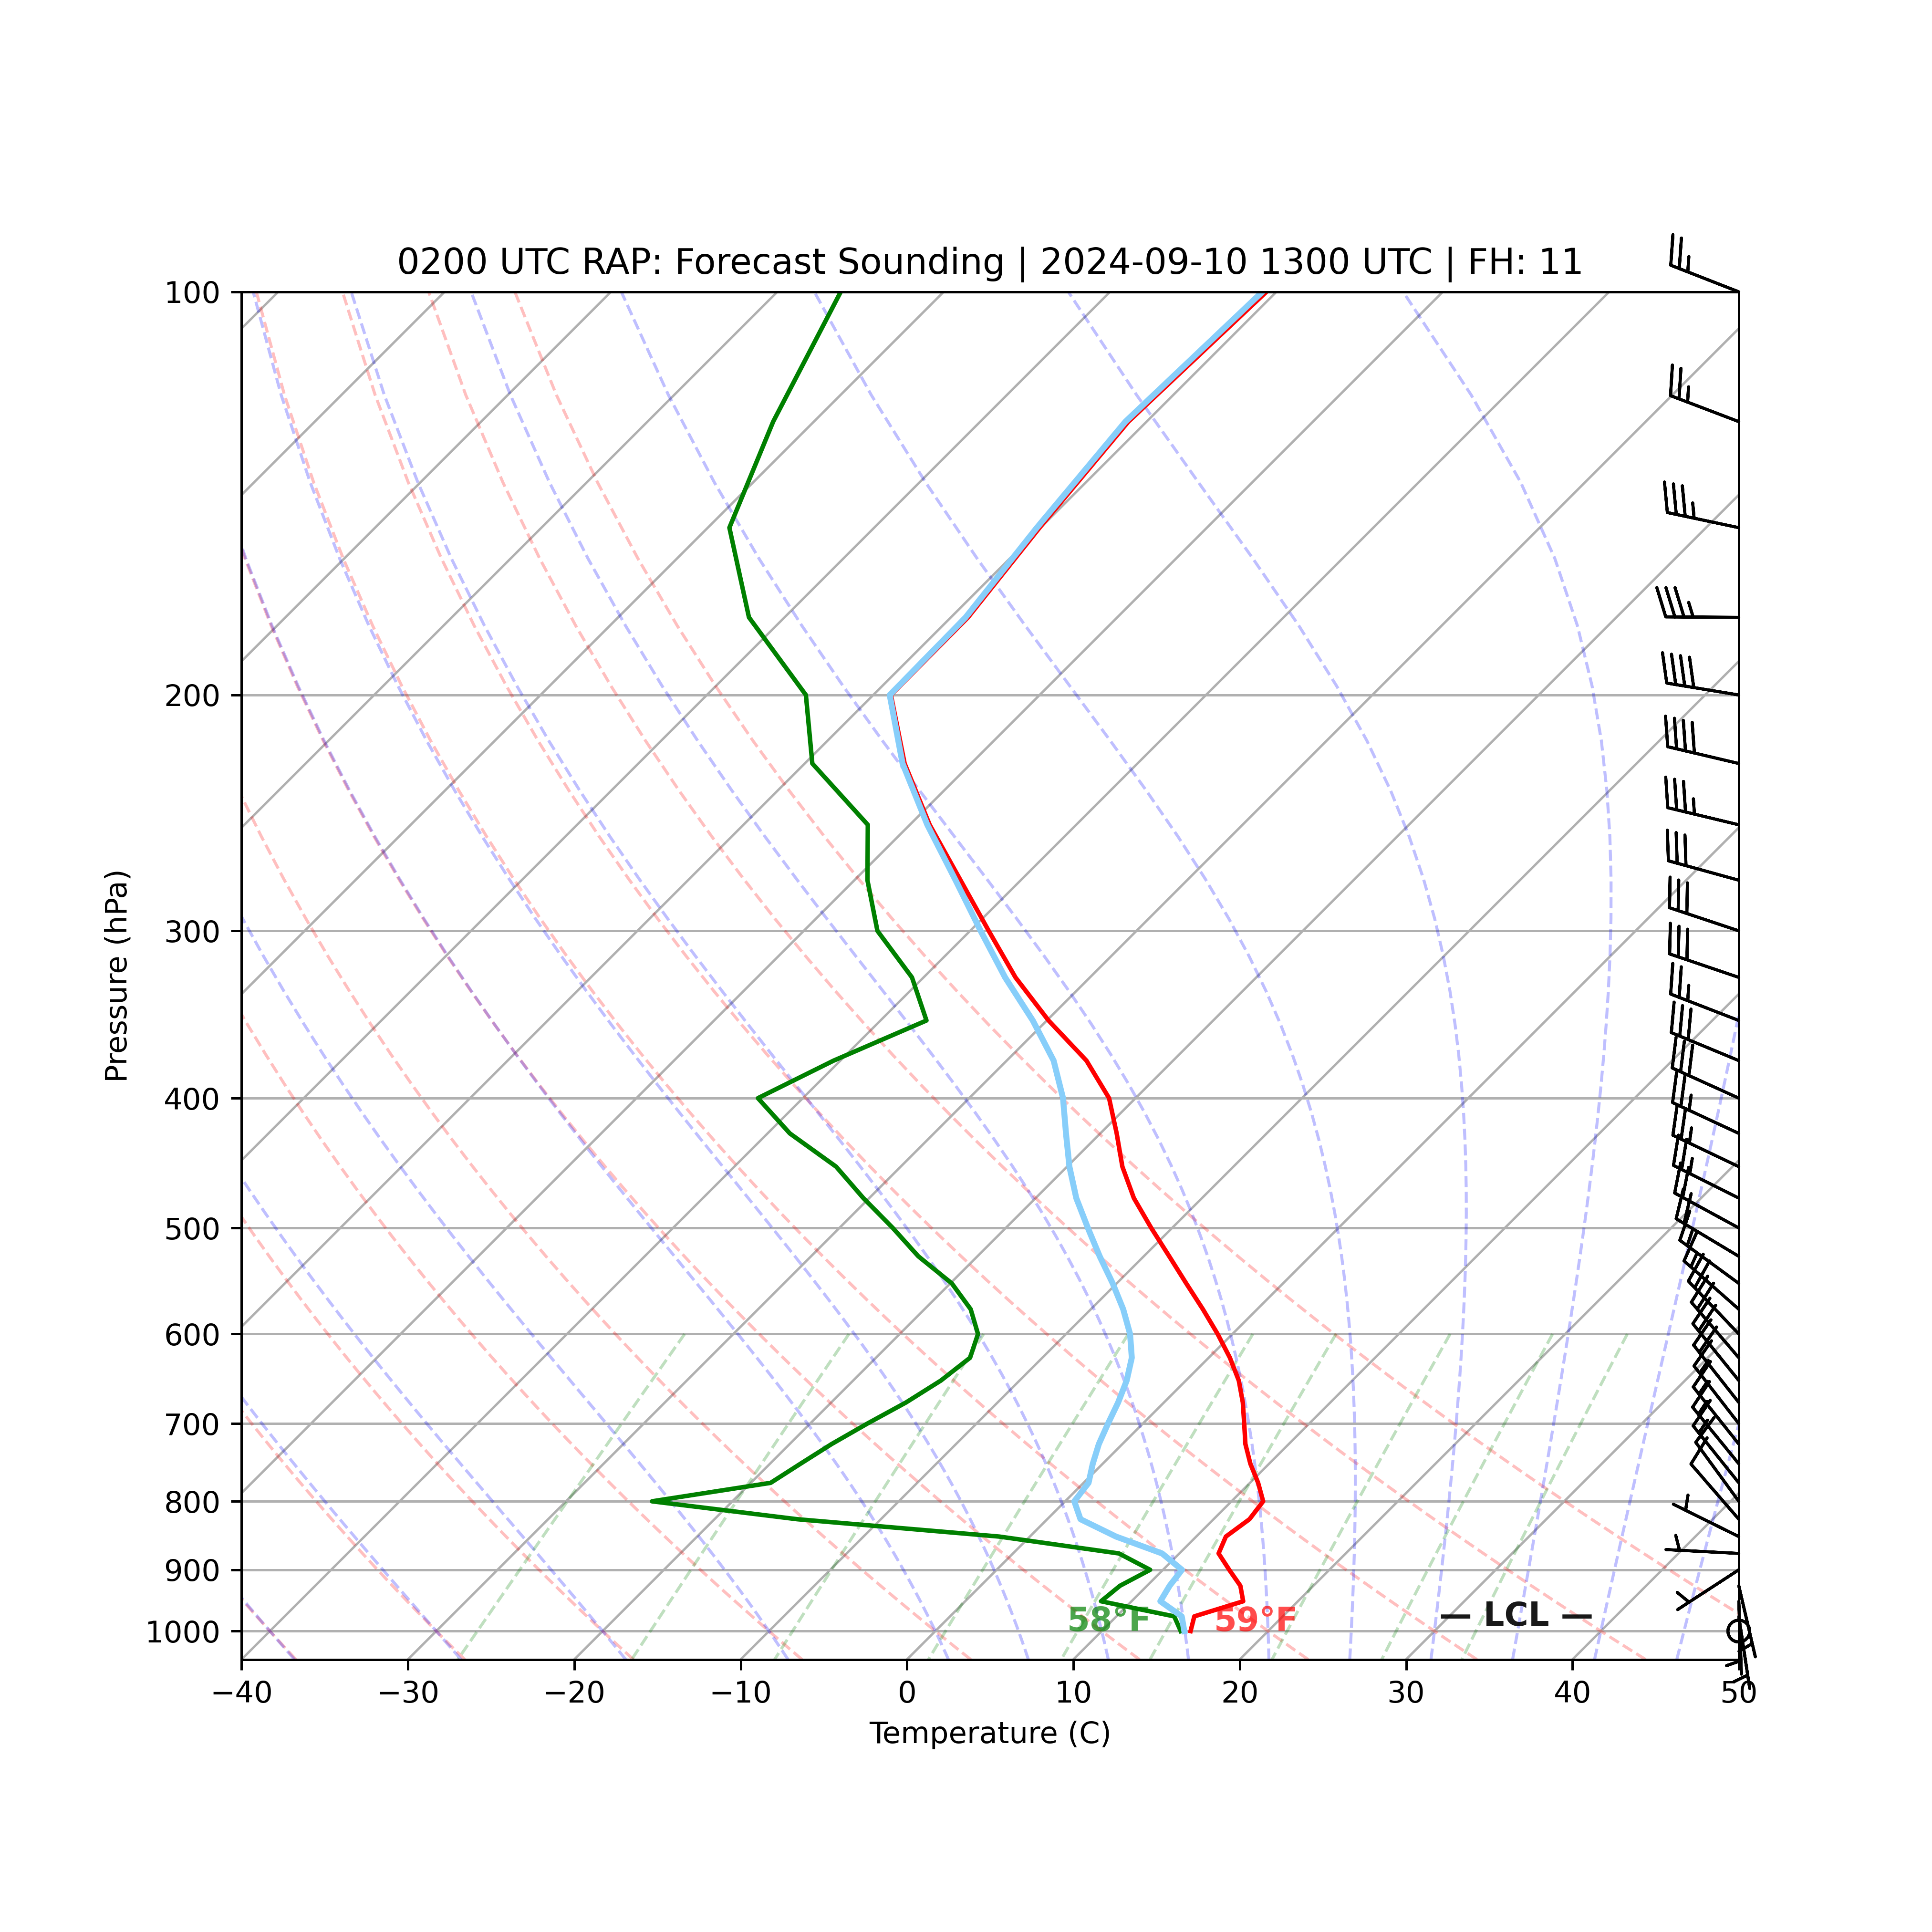 0200 UTC RAP: Forecast Sounding | 2024-09-10 1300 UTC | FH: 11
100
200
300
400
500
600
700
800
900
1000
Pressure (hPa)
58°F
59°F
— LCL —
−40 −30 −20 −10 0 10 20 30 40 50
Temperature (C)